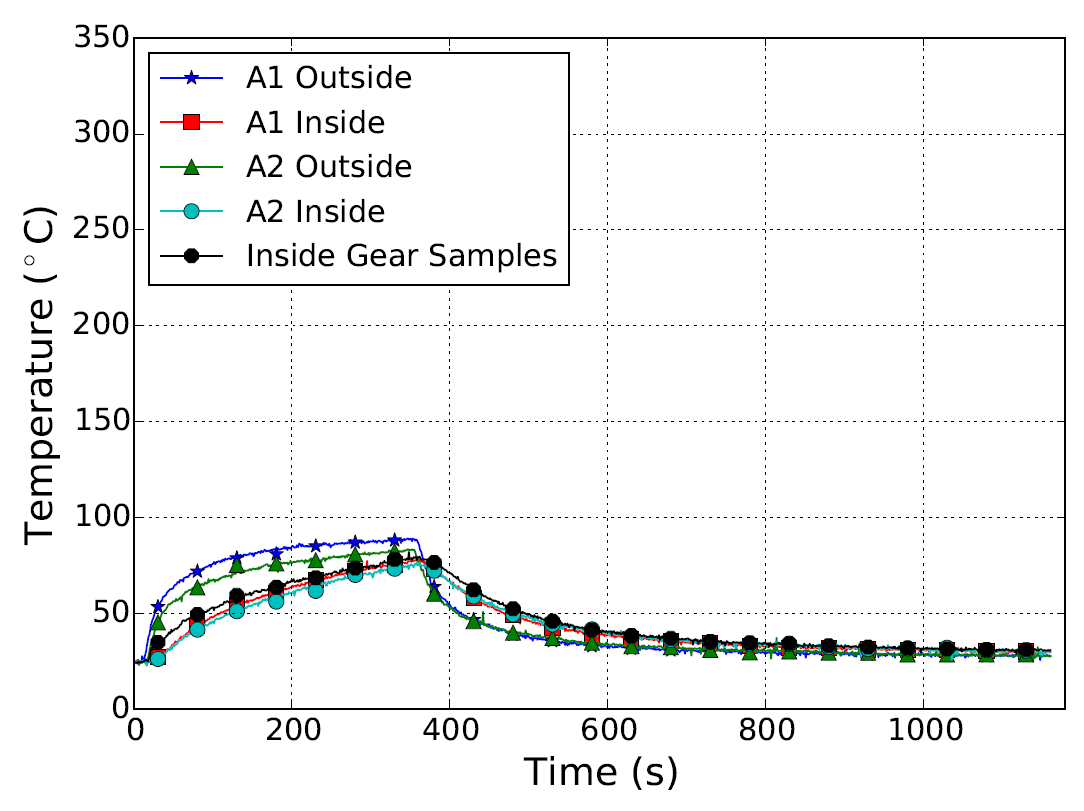 350
300
250
200
150
100
50
0
Temperature (°C)
A1 Outside
A1 Inside
A2 Outside
A2 Inside
Inside Gear Samples
0 200 400 600 800 1000
Time (s)